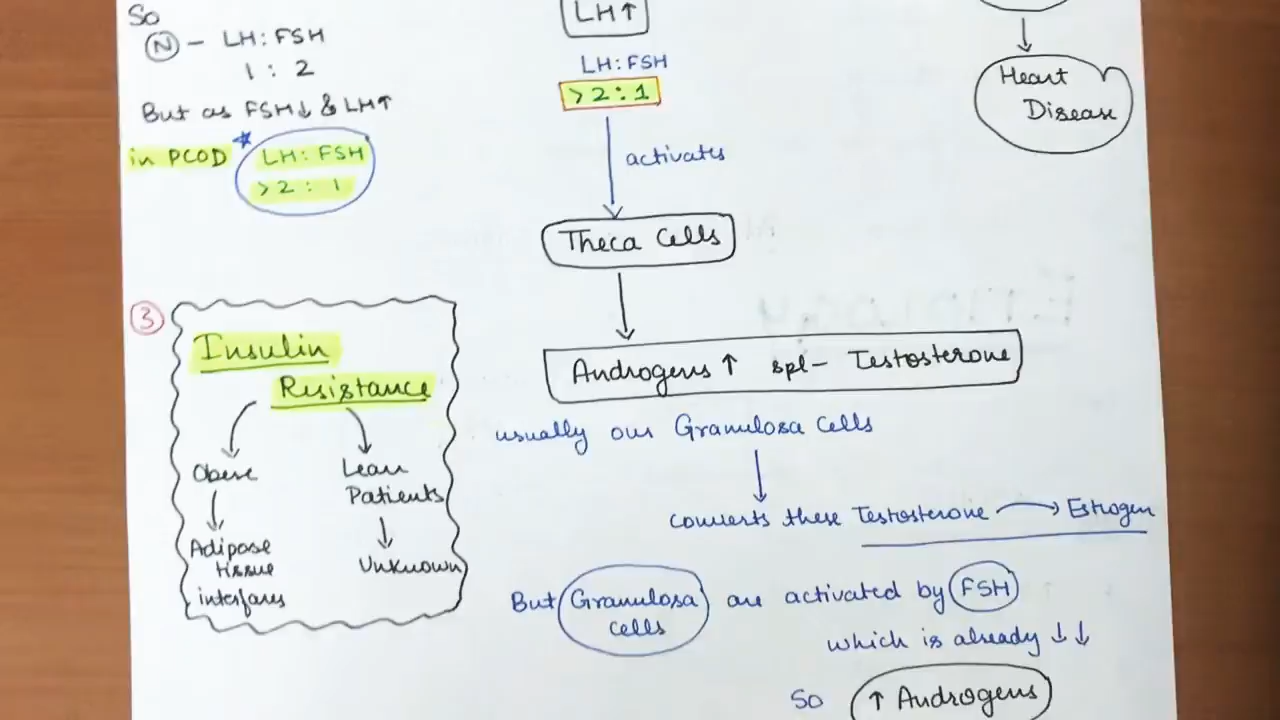 So
(N) - LH: FSH
1 : 2
But as FSH↓ & LH↑
in PCOD * LH: FSH
>2 : 1
3
Insulin
Resistance
Obese
Adipose
tissue
interfares
Lean
Patients
Unknown
LH↑
LH: FSH
>2:1
activates
Theca Cells
Androgens ↑ spl- Testosterone
usually our Granulosa Cells
converts these Testosterone → Estrogen
But Granulosa cells are activated by FSH
which is already ↓↓
So ↑ Androgens
Heart
Disease